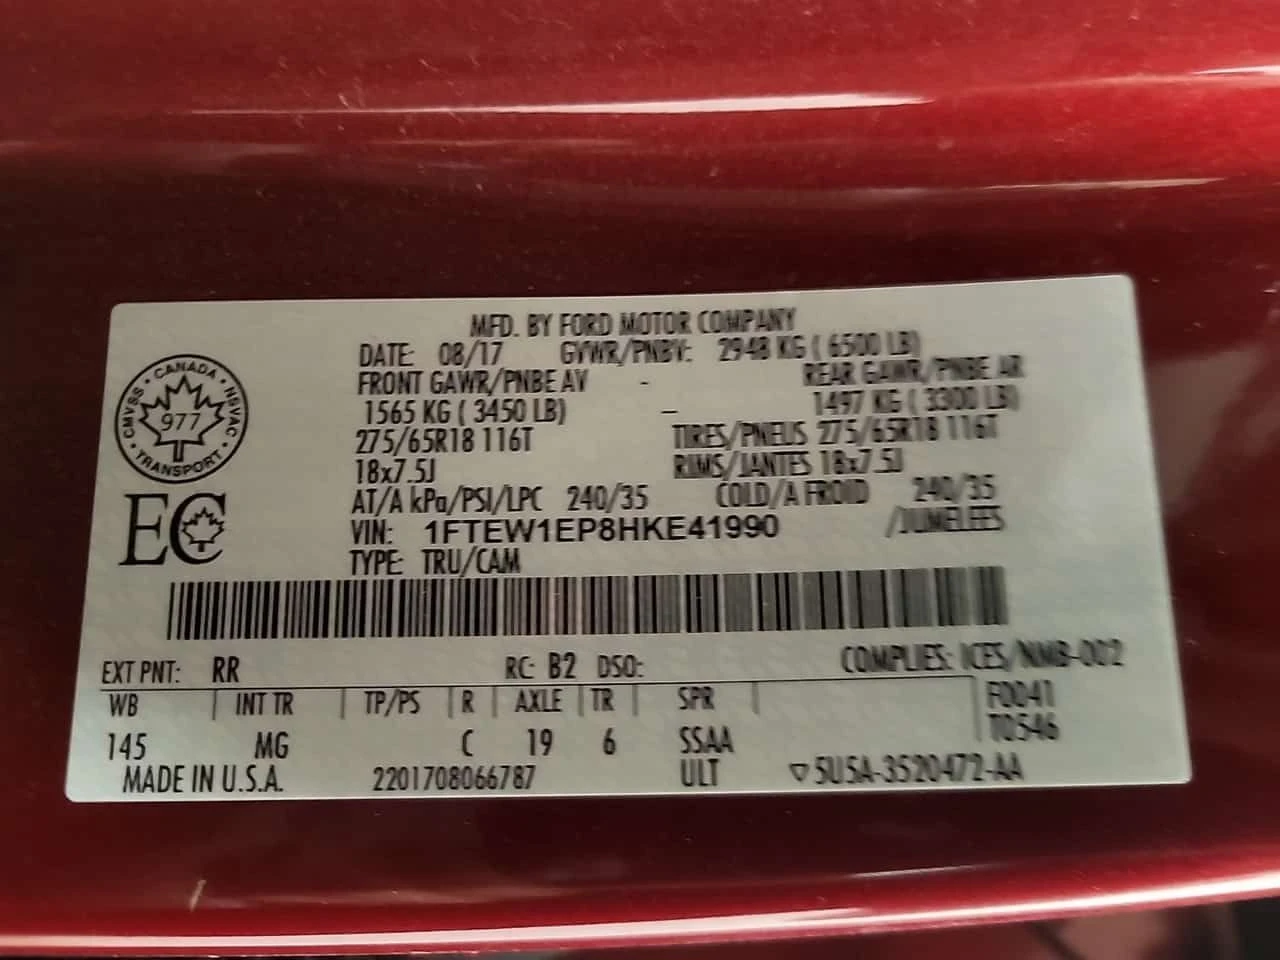 MFD. BY FORD MOTOR COMPANY
DATE: 08/17 GVWR/PNBV: 2948 KG ( 6500 LB)
FRONT GAWR/PNBE AV - REAR GAWR/PNBE AR
1565 KG ( 3450 LB) - 1497 KG ( 3300 LB)
275/65R18 116T TIRES/PNEUS 275/65R18 116T
18x7.5J RIMS/JANTES 18x7.5J
AT/A kPa/PSI/LPC 240/35 COLD/A FROID 240/35
VIN: 1FTEW1EP8HKE41990 /JUMELEES
TYPE: TRU/CAM
CMVSS • CANADA • NSVAC • TRANSPORT •
977
EC
EXT PNT: RR RC: B2 DSO: COMPLIES: ICES/NMB-002
WB | INT TR | TP/PS | R | AXLE | TR | SPR | F0041
T0546
145 MG C 19 6 SSAA
MADE IN U.S.A. 2201708066787 ULT ▽5U5A-3520472-AA